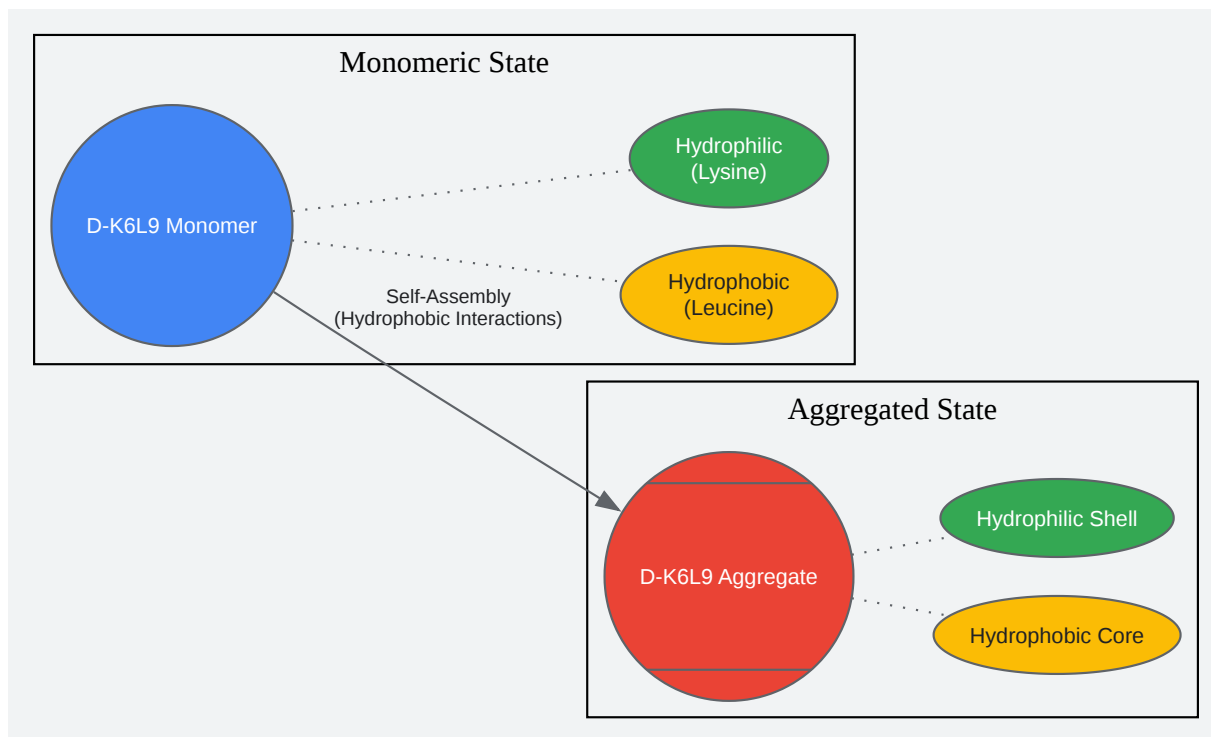 Monomeric State
Hydrophilic
(Lysine)
D-K6L9 Monomer
Hydrophobic
(Leucine)
Self-Assembly
(Hydrophobic Interactions)
Aggregated State
Hydrophilic Shell
D-K6L9 Aggregate
Hydrophobic Core